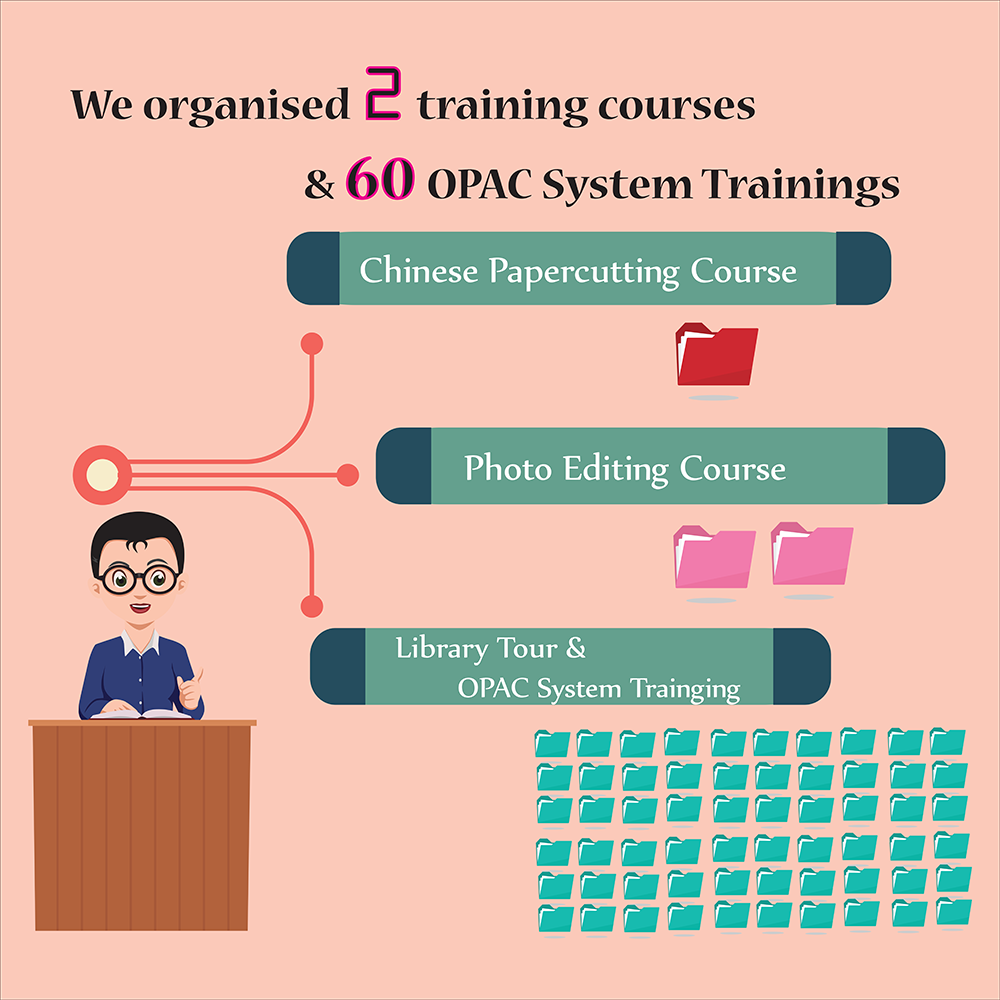 We organised 2 training courses
& 60 OPAC System Trainings
Chinese Papercutting Course
Photo Editing Course
Library Tour &
OPAC System Trainging